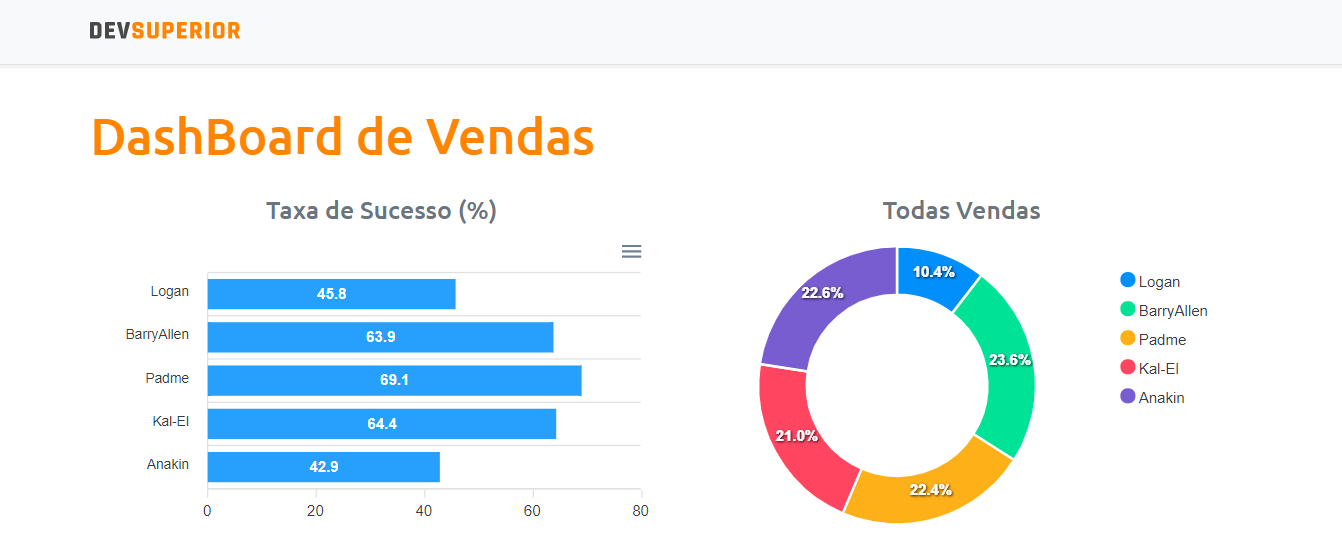 DEVSUPERIOR
DashBoard de Vendas
Taxa de Sucesso (%)
Logan
45.8
BarryAllen
63.9
Padme
69.1
Kal-El
64.4
Anakin
42.9
0 20 40 60 80
Todas Vendas
10.4%
23.6%
22.4%
21.0%
22.6%
Logan
BarryAllen
Padme
Kal-El
Anakin